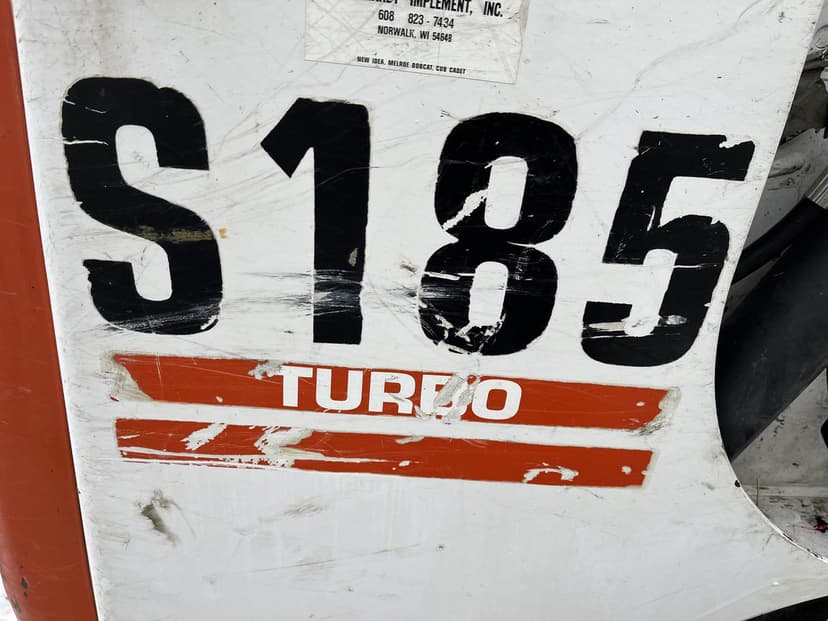 IMPLEMENT, INC.
608 823-7434
NORWALK, WI 54648
NEW IDEA, MELROE BOBCAT, CUB CADET
S185
TURBO